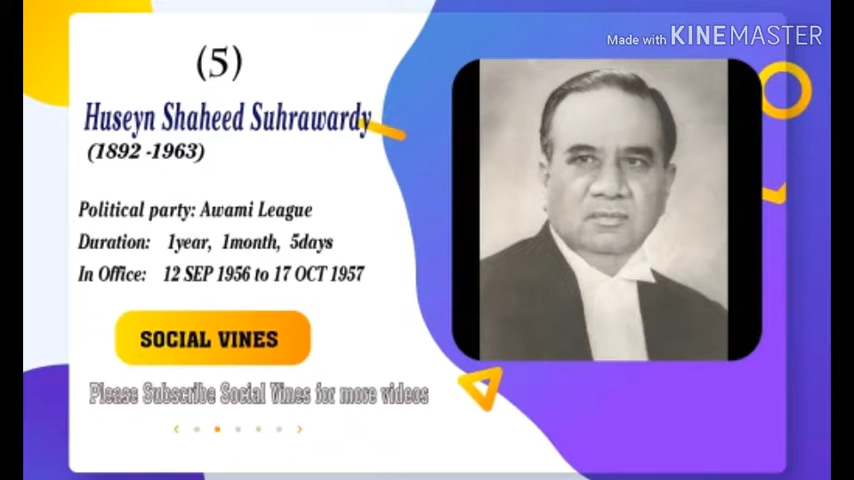 Made with KINEMASTER
(5)
Huseyn Shaheed Suhrawardy
(1892 -1963)
Political party: Awami League
Duration: 1year, 1month, 5days
In Office: 12 SEP 1956 to 17 OCT 1957
SOCIAL VINES
Please Subscribe Social Vines for more videos